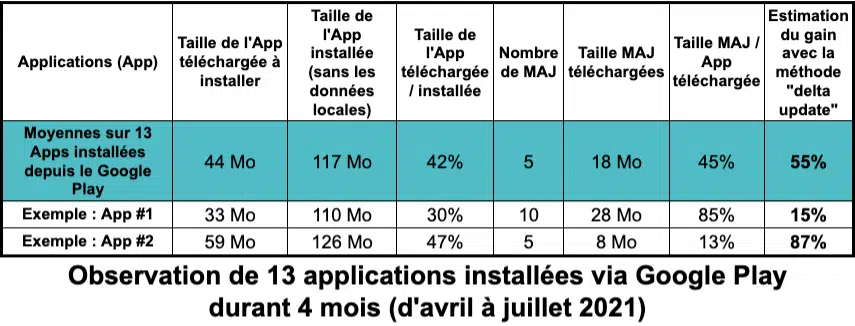 Applications (App)
Taille de l'App
téléchargée à
installer
Taille de
l'App
installée
(sans les
données
locales)
Taille de
l'App
téléchargée
/ installée
Nombre
de MAJ
Taille MAJ
téléchargées
Taille MAJ /
App
téléchargée
Estimation
du gain
avec la
méthode
"delta
update"
Moyennes sur 13
Apps installées
depuis le Google
Play
44 Mo
117 Mo
42%
5
18 Mo
45%
55%
Exemple : App #1
33 Mo
110 Mo
30%
10
28 Mo
85%
15%
Exemple : App #2
59 Mo
126 Mo
47%
5
8 Mo
13%
87%
Observation de 13 applications installées via Google Play
durant 4 mois (d'avril à juillet 2021)